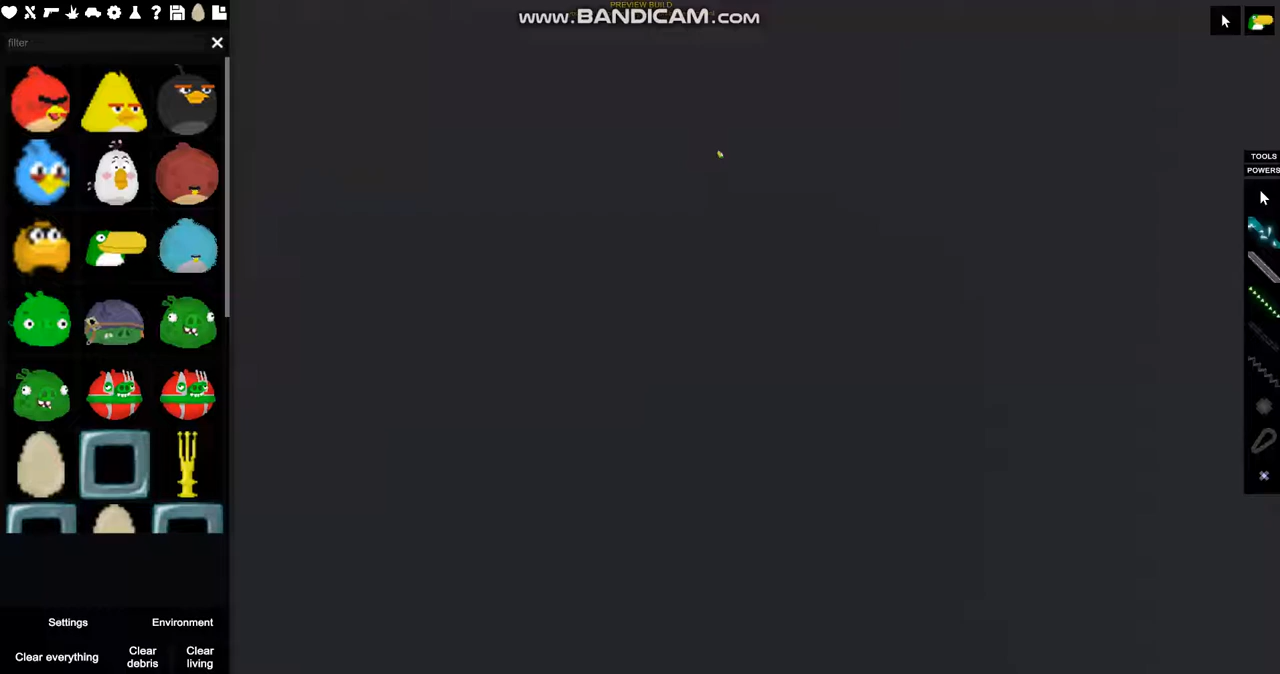 PREVIEW BUILD
www.BANDICAM.com
filter
TOOLS
POWERS
Settings
Environment
Clear everything
Clear
debris
Clear
living